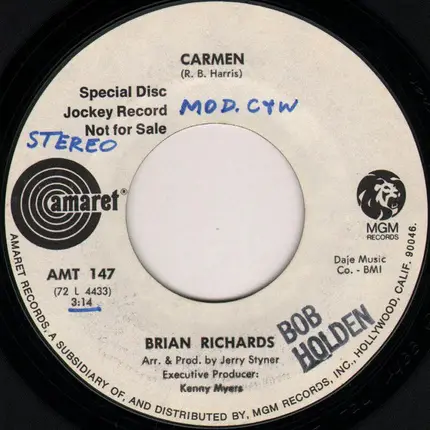 CARMEN
(R. B. Harris)
Special Disc
Jockey Record
Not for Sale
MOD. C+W
STEREO
amaret®
MGM
RECORDS
AMT 147
(72 L 4433)
3:14
Daje Music
Co. - BMI
BRIAN RICHARDS
Arr. & Prod. by Jerry Styner
Executive Producer:
Kenny Myers
BOB
HOLDEN
AMARET RECORDS, A SUBSIDIARY OF, AND DISTRIBUTED BY, MGM RECORDS, INC., HOLLYWOOD, CALIF. 90046.